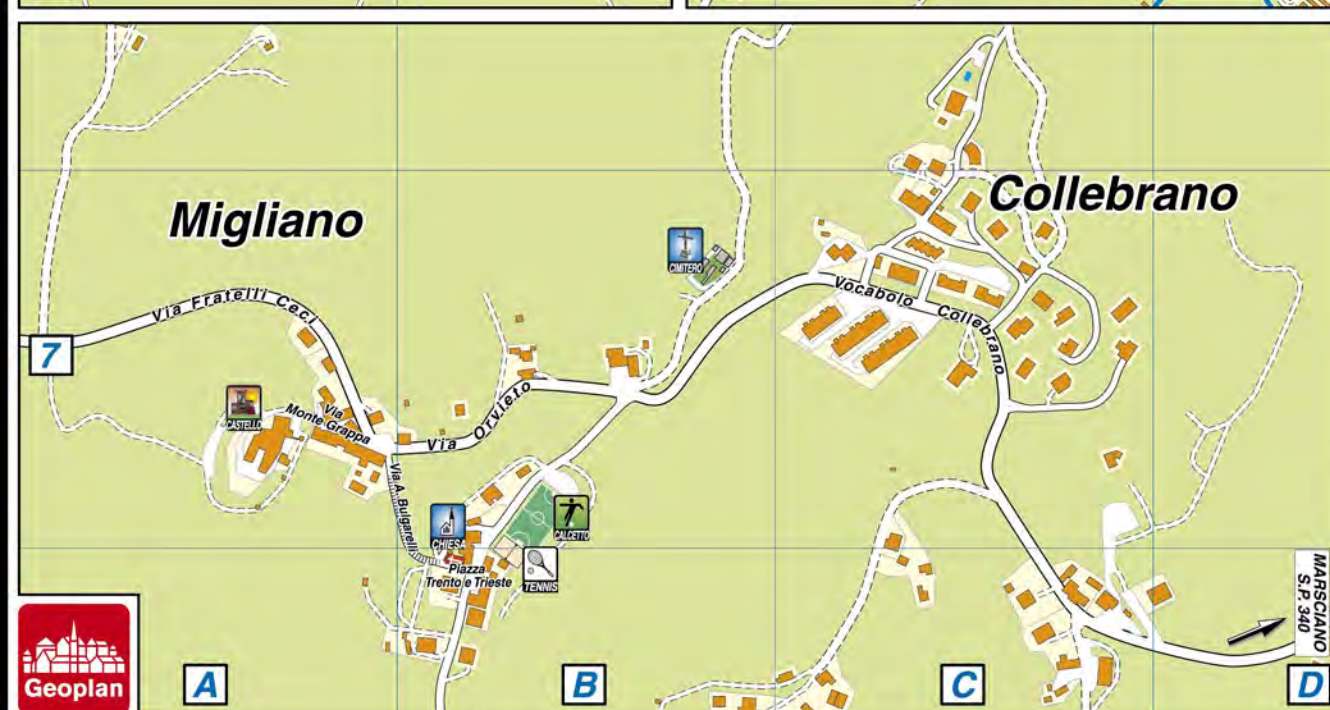 Migliano
Collebrano
CIMITERO
Via Fratelli Ceci
Vocabolo Collebrano
7
CASTELLO
Via
Monte Grappa
Via Orvieto
Via A. Bulgarelli
CHIESA
CALCETTO
Piazza
Trento e Trieste
TENNIS
MARSCIANO
S.P. 340
Geoplan
A
B
C
D